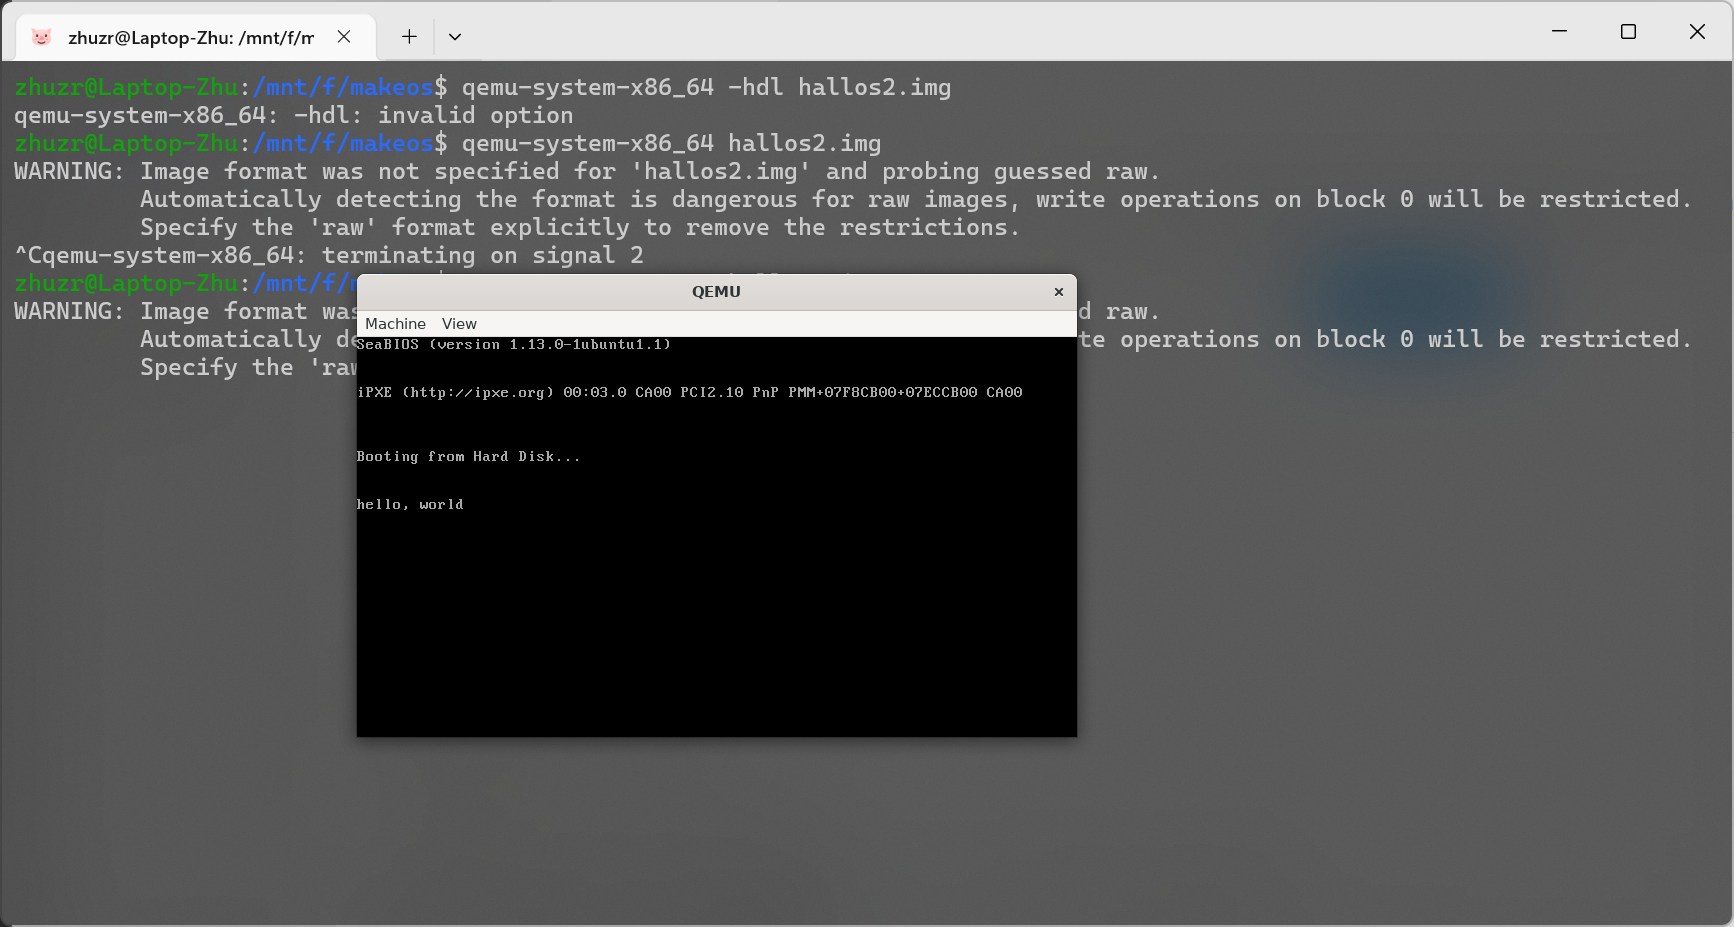 zhuzr@Laptop-Zhu: /mnt/f/m
zhuzr@Laptop-Zhu:/mnt/f/makeos$ qemu-system-x86_64 -hdl hallos2.img
qemu-system-x86_64: -hdl: invalid option
zhuzr@Laptop-Zhu:/mnt/f/makeos$ qemu-system-x86_64 hallos2.img
WARNING: Image format was not specified for 'hallos2.img' and probing guessed raw.
Automatically detecting the format is dangerous for raw images, write operations on block 0 will be restricted.
Specify the 'raw' format explicitly to remove the restrictions.
^Cqemu-system-x86_64: terminating on signal 2
zhuzr@Laptop-Zhu:/mnt/f/
WARNING: Image format was
d raw.
Automatically de
te operations on block 0 will be restricted.
Specify the 'raw
QEMU
Machine View
SeaBIOS (version 1.13.0-1ubuntu1.1)
iPXE (http://ipxe.org) 00:03.0 CA00 PCI2.10 PnP PMM+07F8CB00+07ECCB00 CA00
Booting from Hard Disk...
hello, world